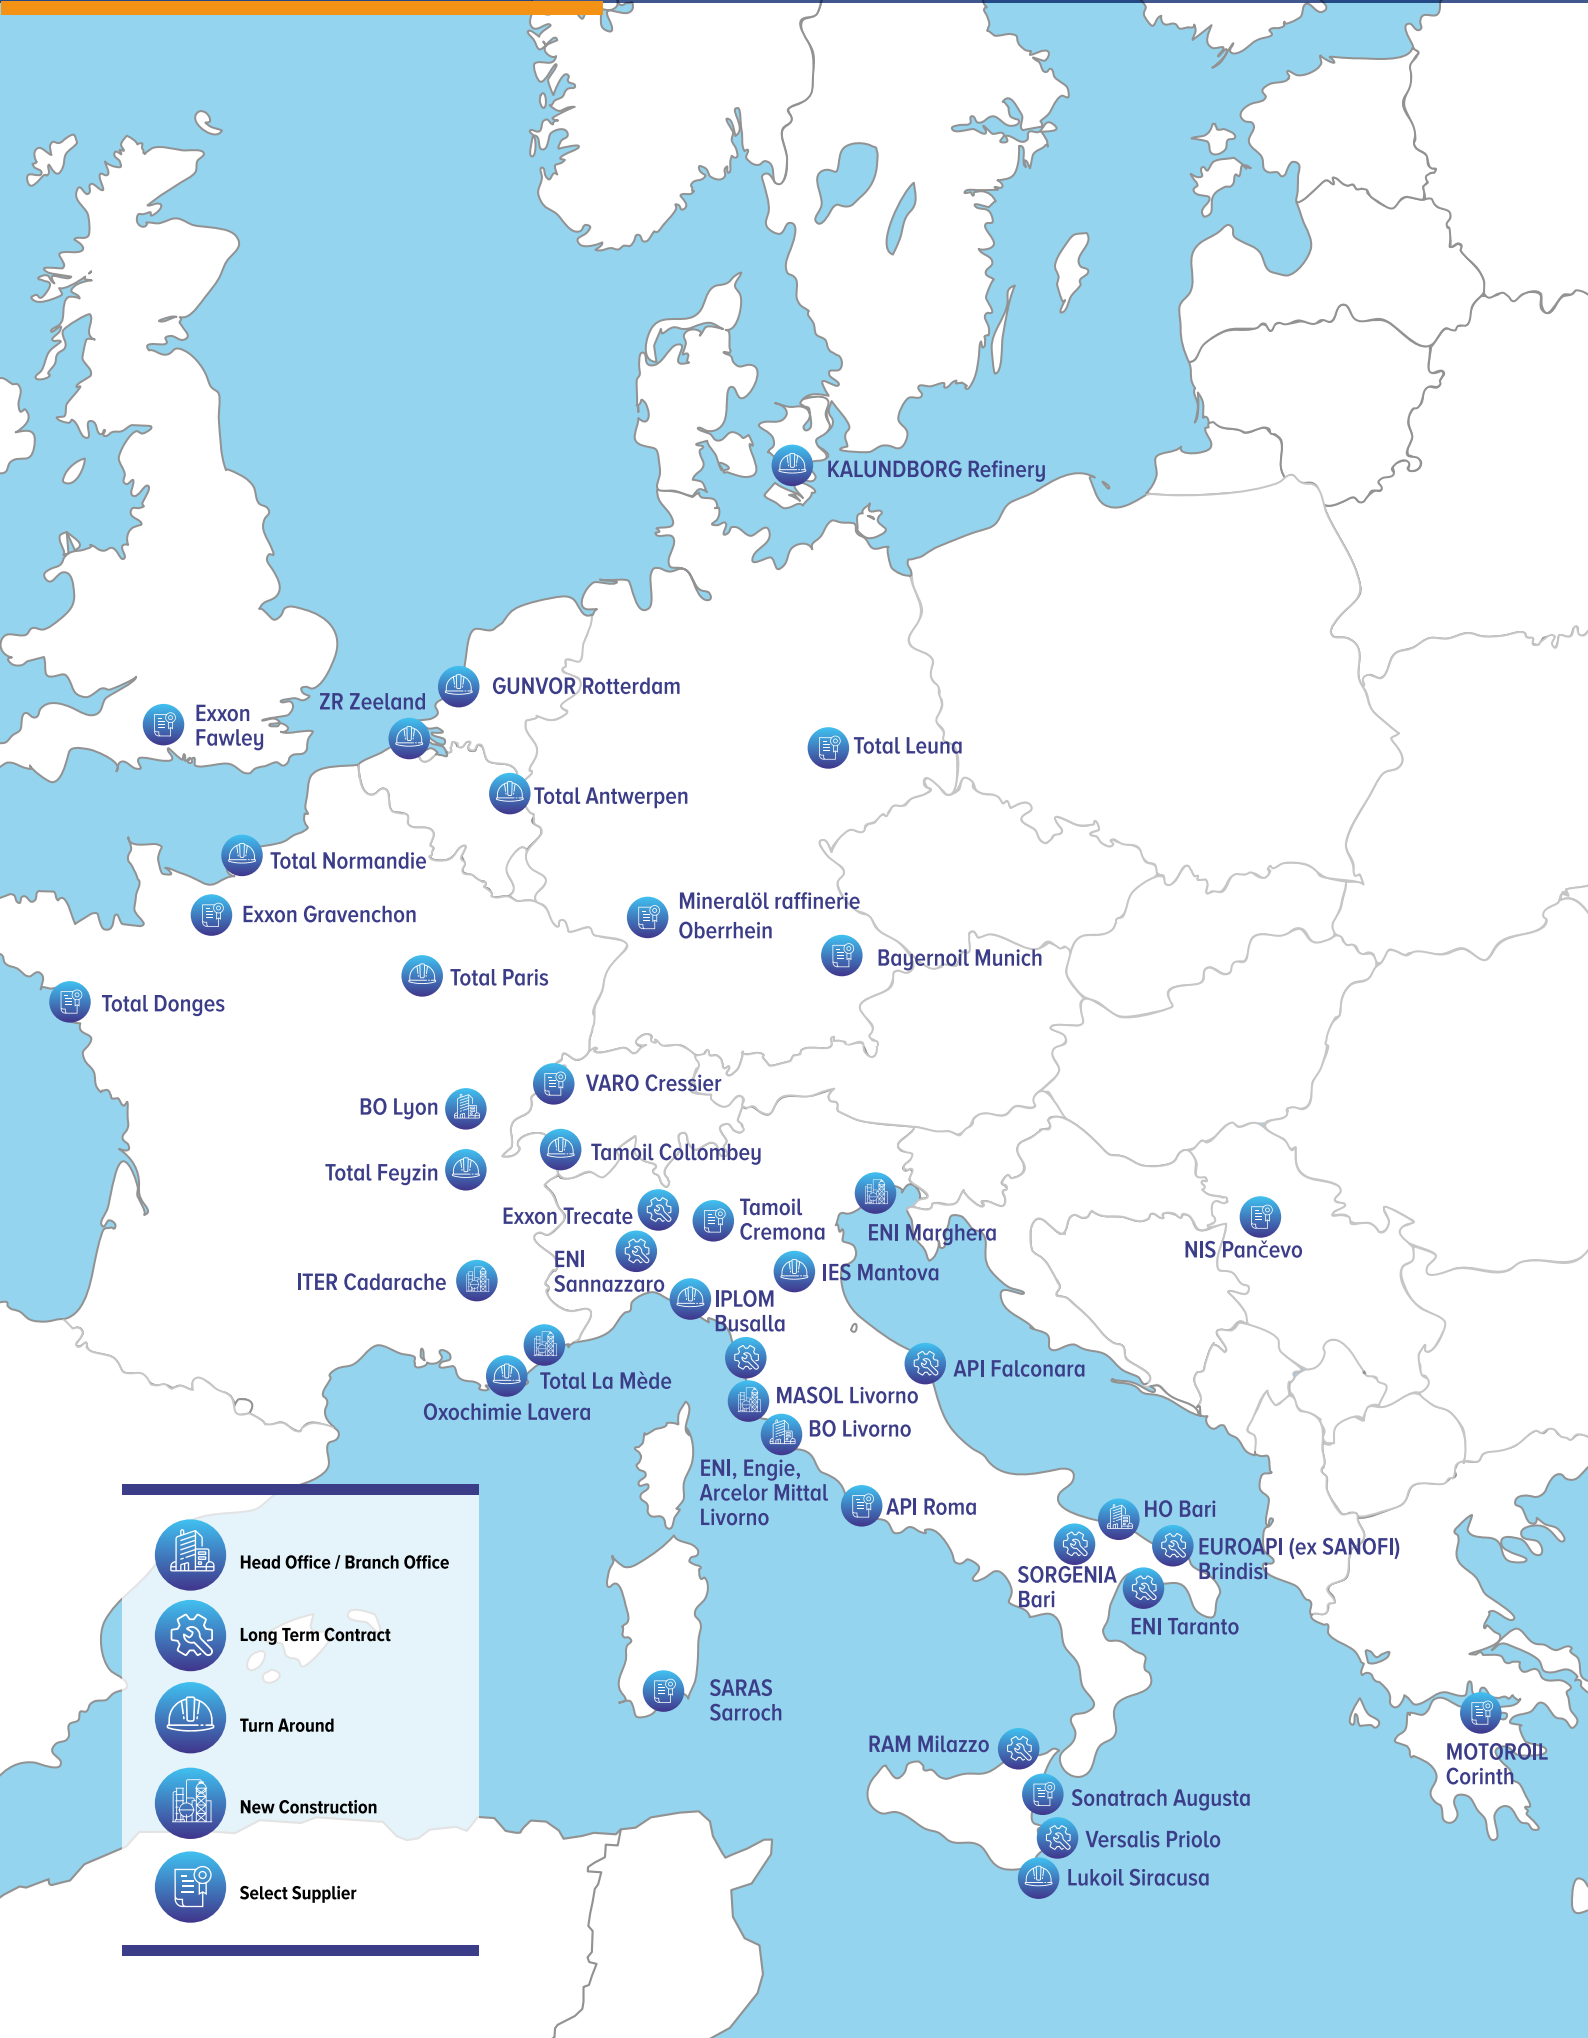 KALUNDBORG Refinery
GUNVOR Rotterdam
ZR Zeeland
Exxon
Fawley
Total Leuna
Total Antwerpen
Total Normandie
Mineralöl raffinerie
Oberrhein
Exxon Gravenchon
Bayernoil Munich
Total Paris
Total Donges
VARO Cressier
BO Lyon
Tamoil Collombey
Total Feyzin
Exxon Trecate
Tamoil
Cremona
ENI Marghera
NIS Pančevo
ENI
Sannazzaro
IES Mantova
ITER Cadarache
IPLOM
Busalla
API Falconara
Total La Mède
MASOL Livorno
Oxochimie Lavera
BO Livorno
ENI, Engie,
Arcelor Mittal
Livorno
API Roma
HO Bari
EUROAPI (ex SANOFI)
Brindisi
SORGENIA
Bari
ENI Taranto
SARAS
Sarroch
RAM Milazzo
MOTOROIL
Corinth
Sonatrach Augusta
Versalis Priolo
Lukoil Siracusa
Head Office / Branch Office
Long Term Contract
Turn Around
New Construction
Select Supplier